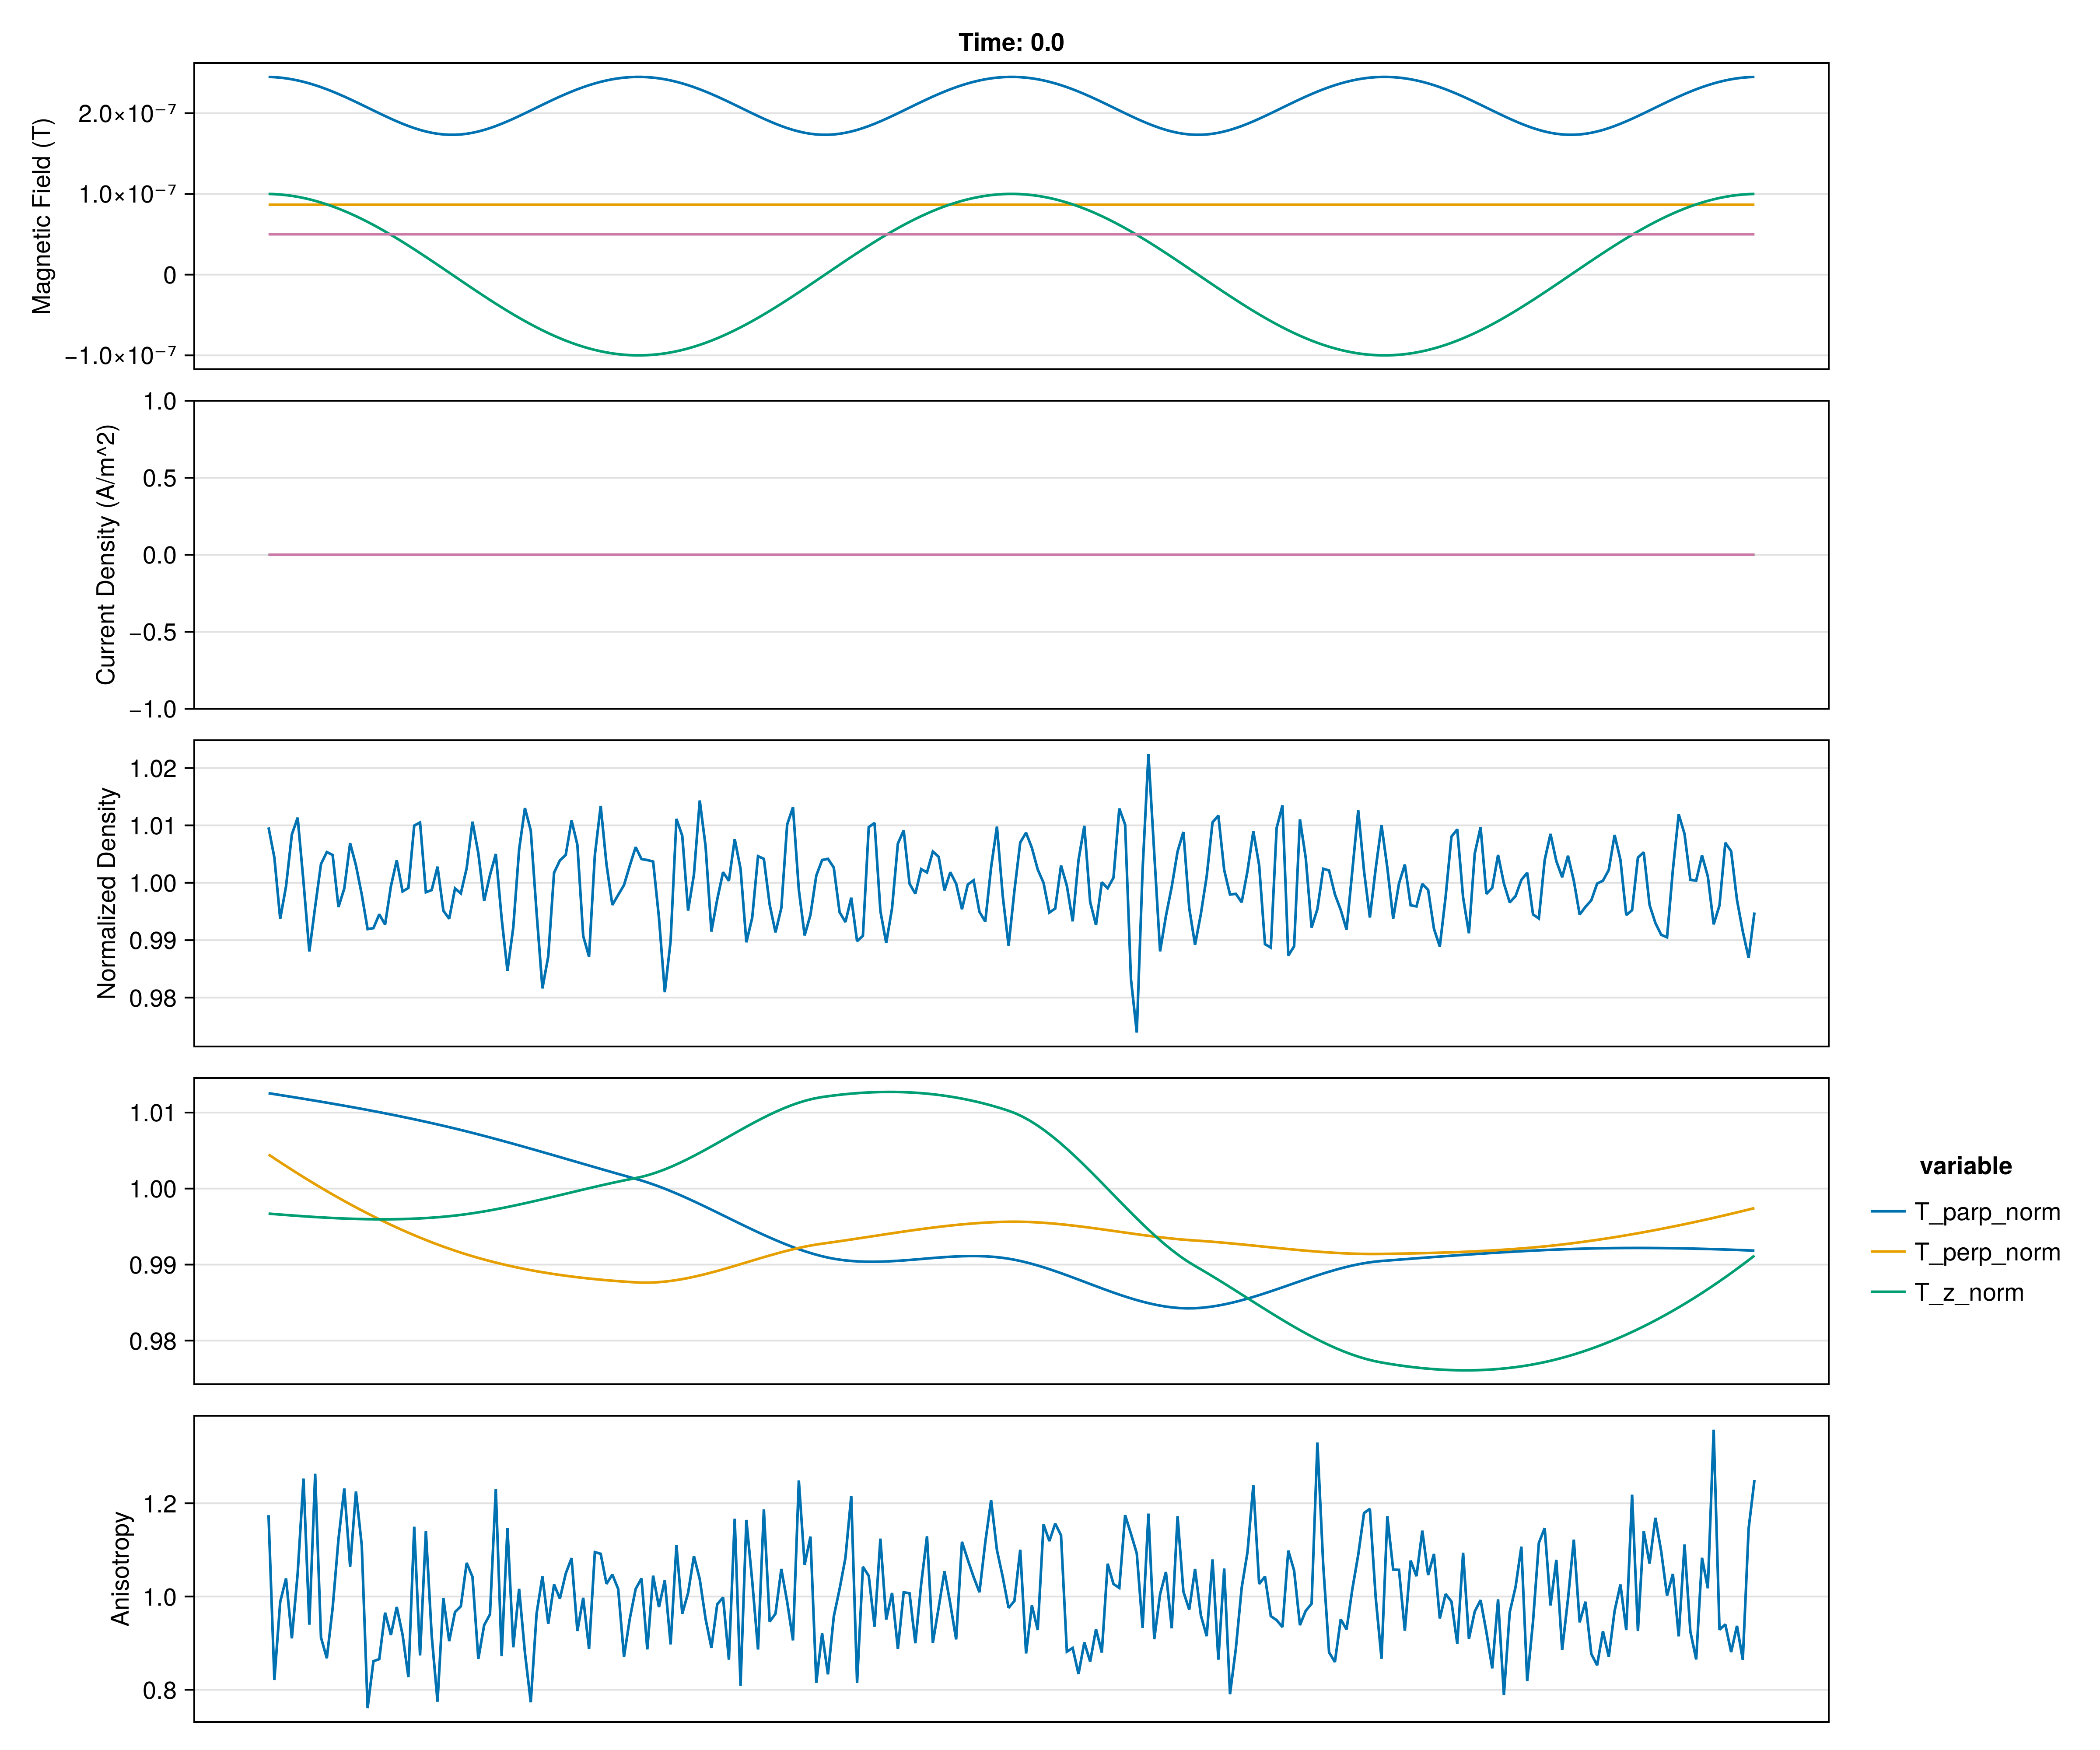 Time: 0.0
Magnetic Field (T)
2.0×10⁻⁷
1.0×10⁻⁷
0
−1.0×10⁻⁷
Current Density (A/m^2)
1.0
0.5
0.0
−0.5
−1.0
Normalized Density
1.02
1.01
1.00
0.99
0.98
1.01
1.00
0.99
0.98
variable
T_parp_norm
T_perp_norm
T_z_norm
Anisotropy
1.2
1.0
0.8